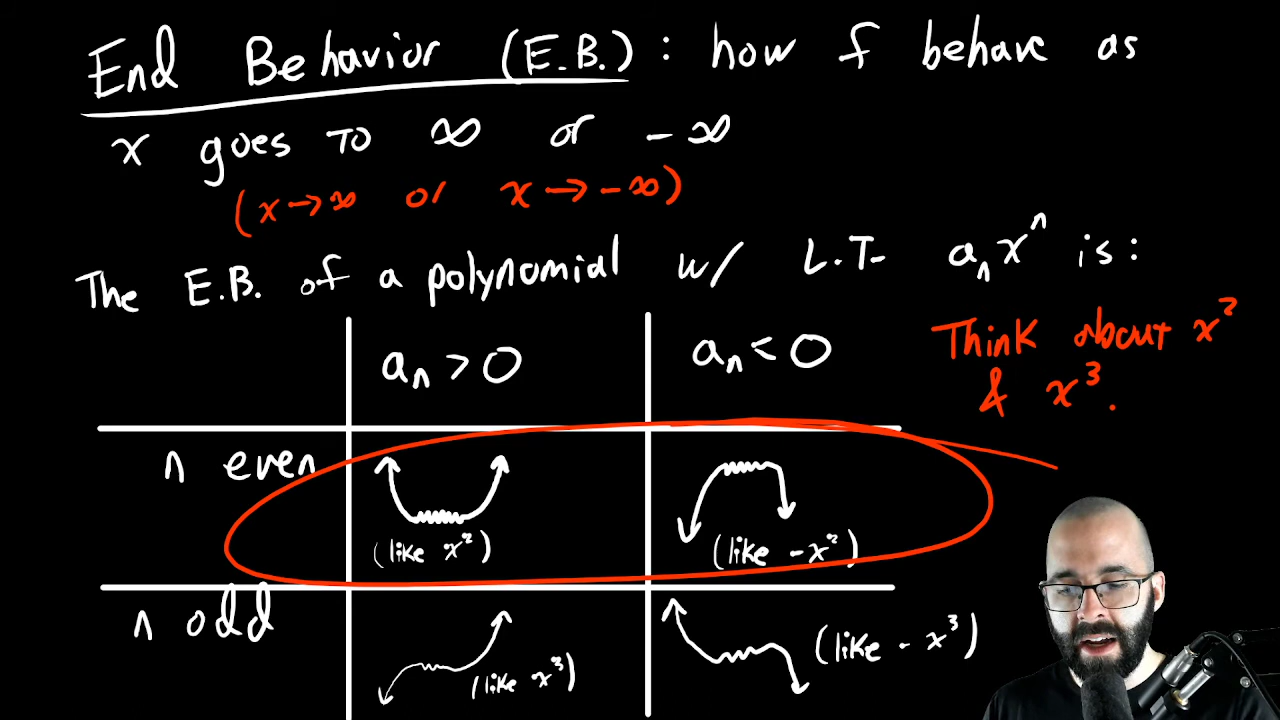 End Behavior (E.B.): how f behave as
x goes to ∞ or -∞
(x→∞ or x→-∞)
The E.B. of a polynomial w/ L.T. aₙxⁿ is:
Think about x²
& x³.
aₙ > 0
aₙ < 0
n even
(like x²)
(like -x²)
n odd
(like x³)
(like -x³)